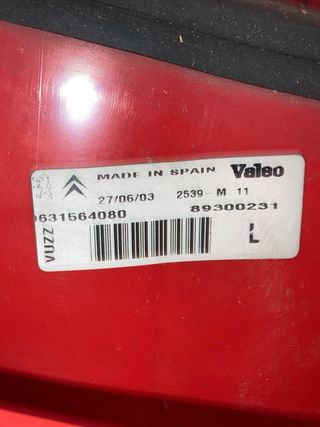 MADE IN SPAIN Valeo
27/06/03 2539-M 11
9631564080 89300231
VUZZ
L